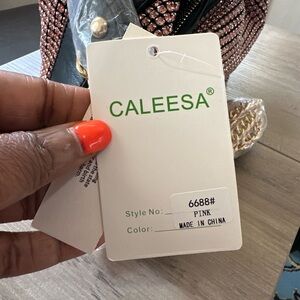 CALEESA®
Style No: 6688#
PINK
Color: MADE IN CHINA